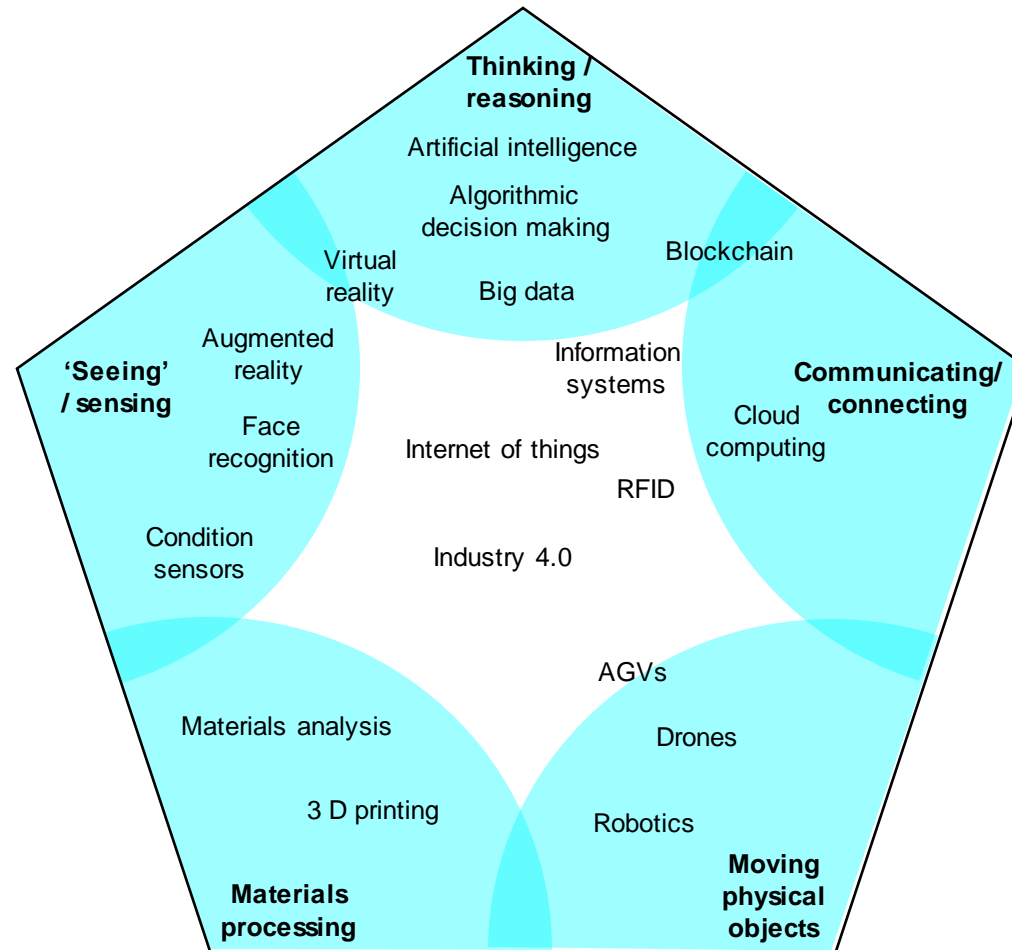 Thinking /
reasoning
Artificial intelligence
Algorithmic
decision making
Blockchain
Virtual
reality
Big data
Augmented
reality
Information
systems
‘Seeing’
/ sensing
Communicating/
connecting
Face
recognition
Cloud
computing
Internet of things
RFID
Condition
sensors
Industry 4.0
AGVs
Materials analysis
Drones
3 D printing
Robotics
Materials
processing
Moving
physical
objects